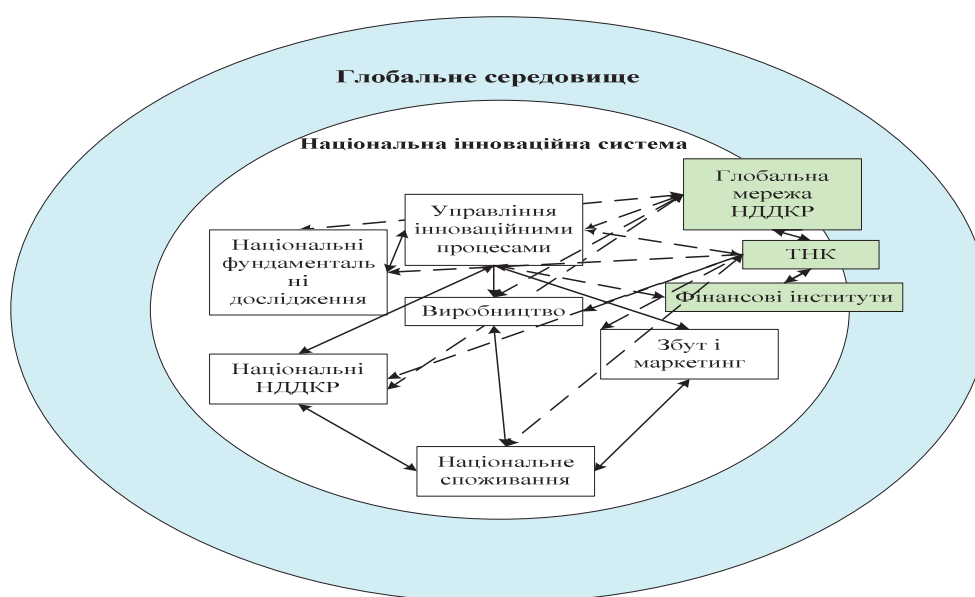 Глобальне середовище
Національна інноваційна система
Глобальна
мережа
НДДКР
Управління
інноваційними
процесами
Національні
фундаменталь
ні
дослідження
ТНК
Фінансові інститути
Виробництво
Збут і
маркетинг
Національні
НДДКР
Національне
споживання